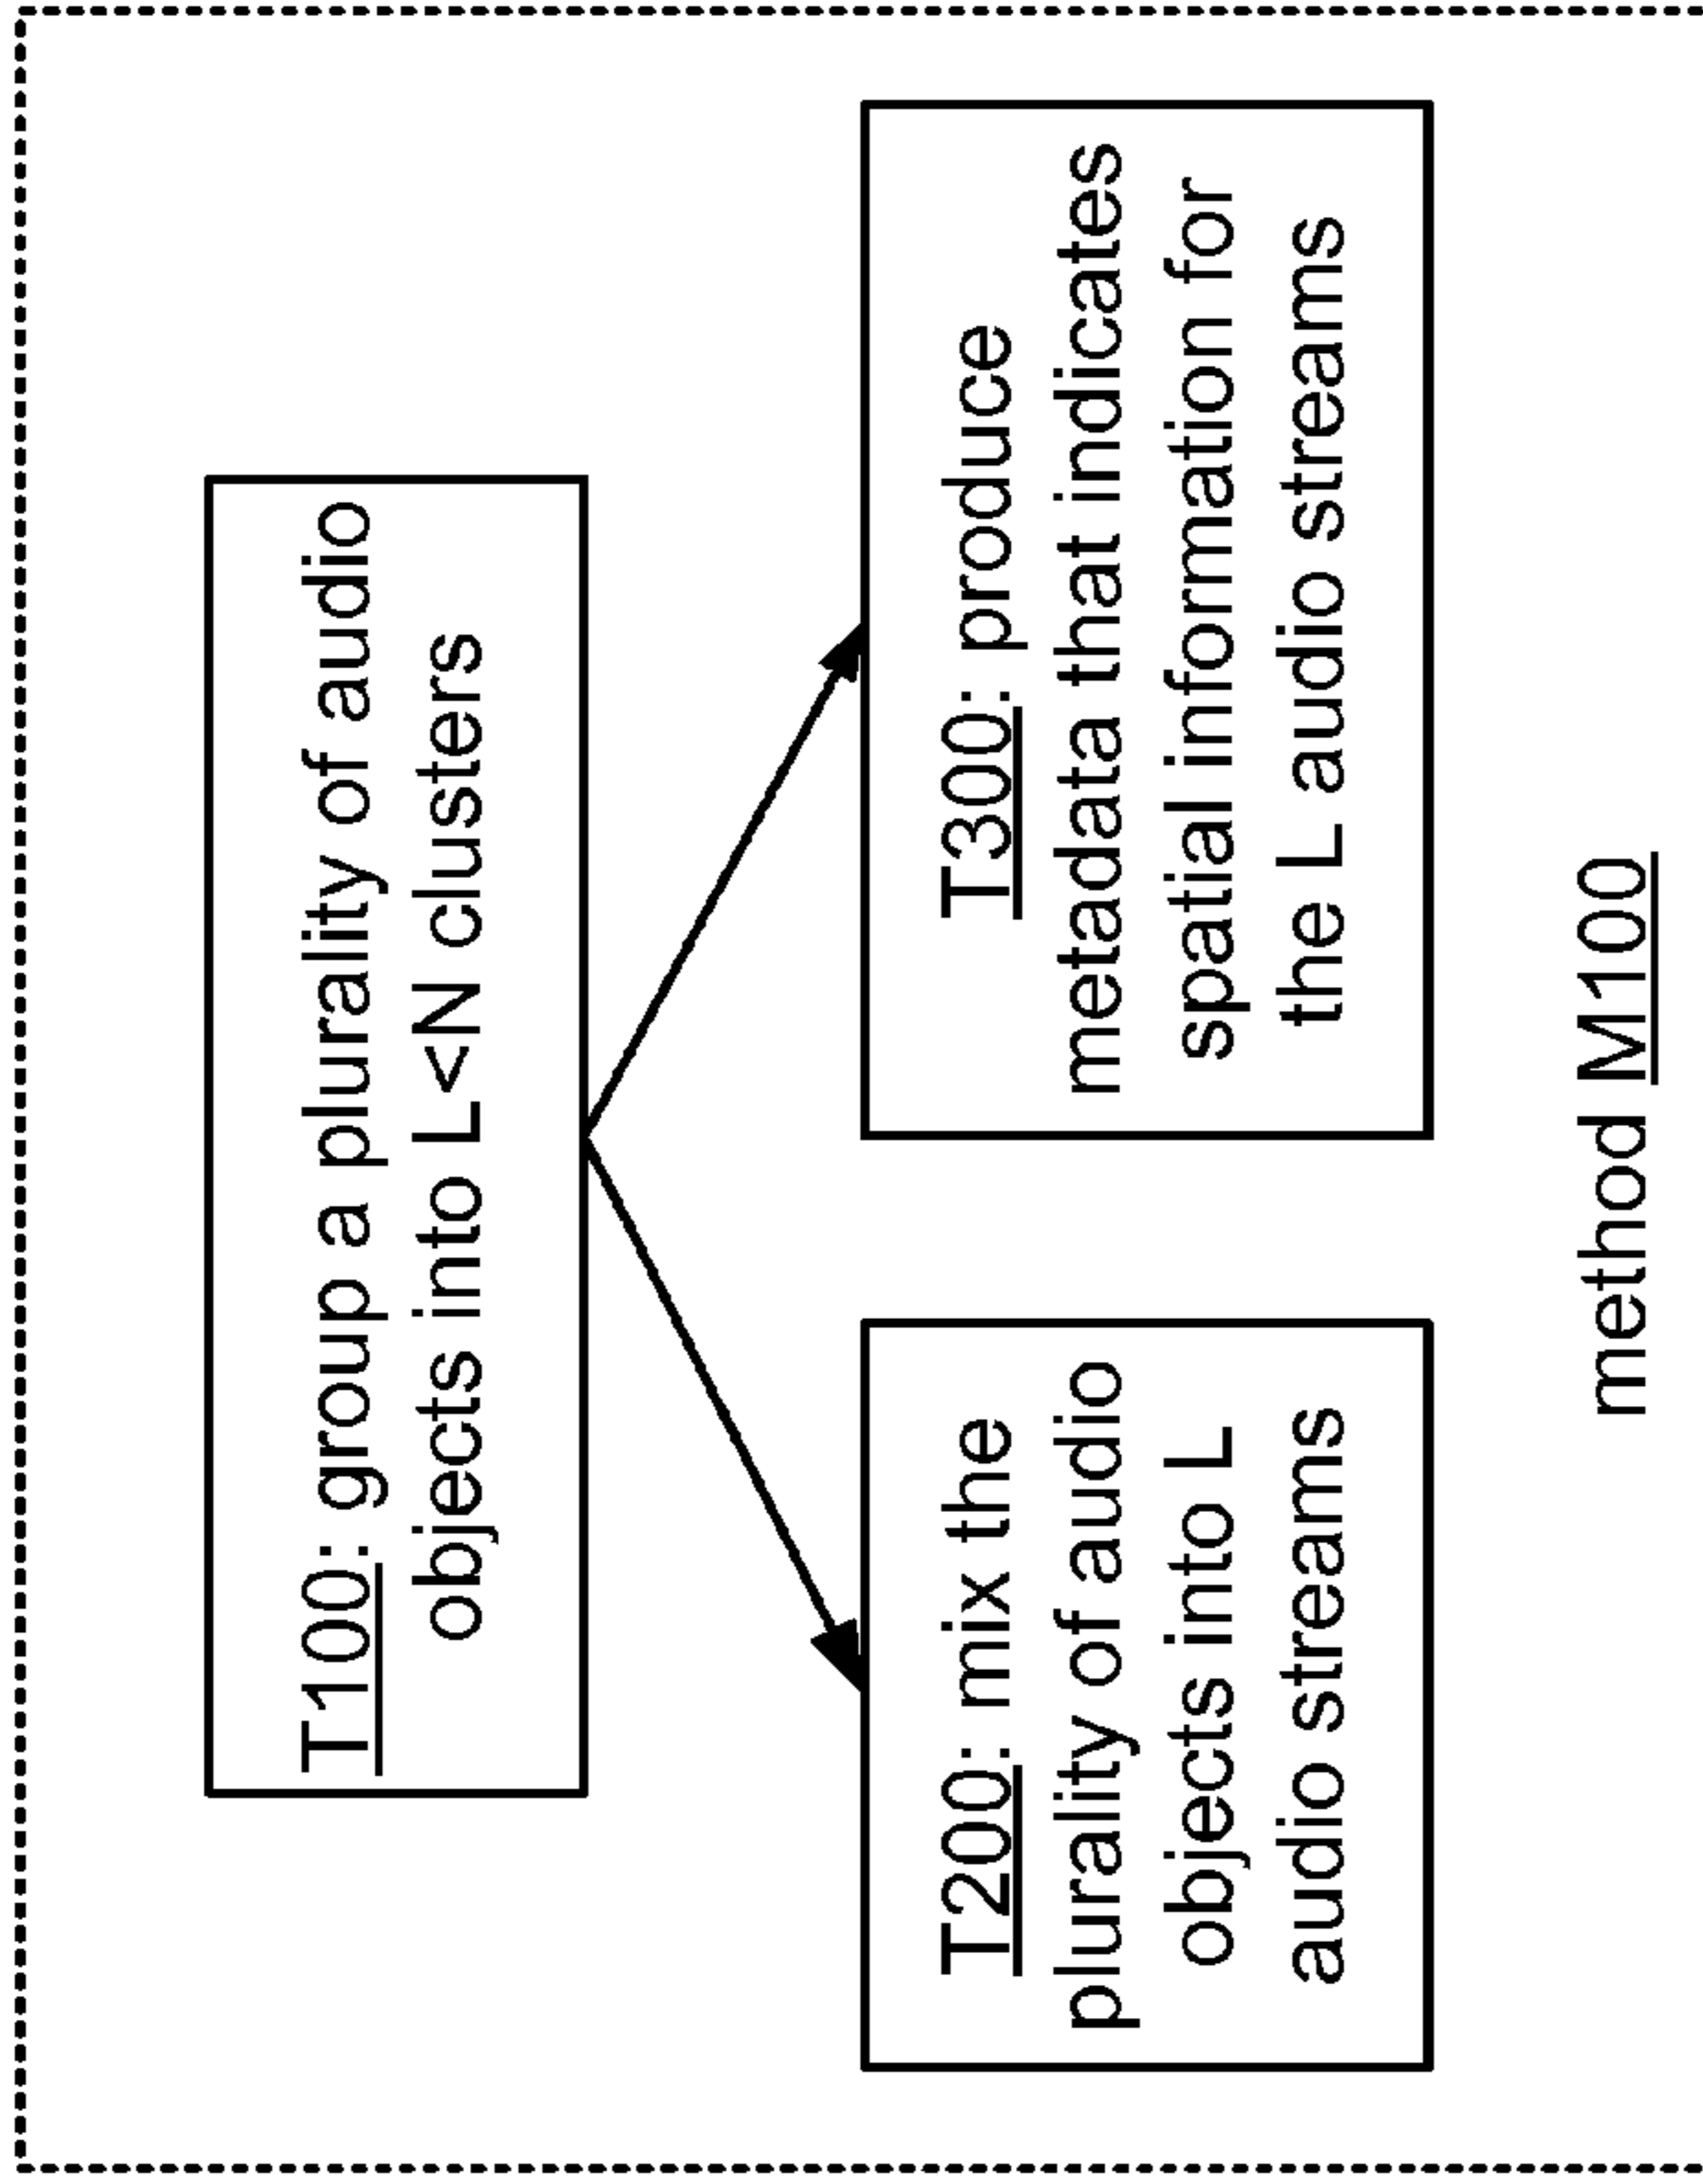 T100: group a plurality of audio
objects into L<N clusters
T200: mix the
plurality of audio
objects into L
audio streams
T300: produce
metadata that indicates
spatial information for
the L audio streams
method M100